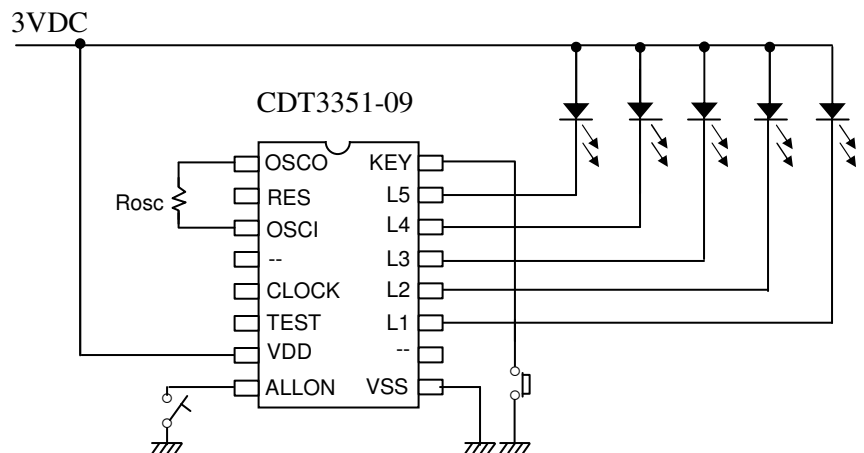 3VDC
CDT3351-09
OSCO
KEY
RES
L5
Rosc
OSCI
L4
--
L3
CLOCK
L2
TEST
L1
VDD
--
ALLON
VSS